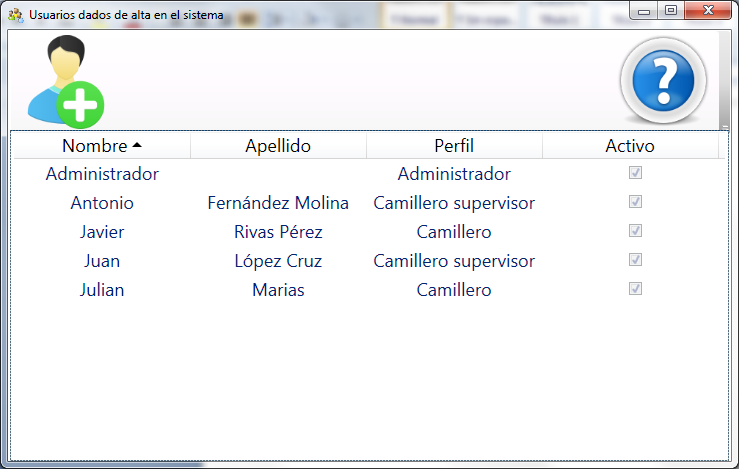 Usuarios dados de alta en el sistema
?
Nombre Apellido Perfil Activo
Administrador Administrador
Antonio Fernández Molina Camillero supervisor
Javier Rivas Pérez Camillero
Juan López Cruz Camillero supervisor
Julian Marias Camillero